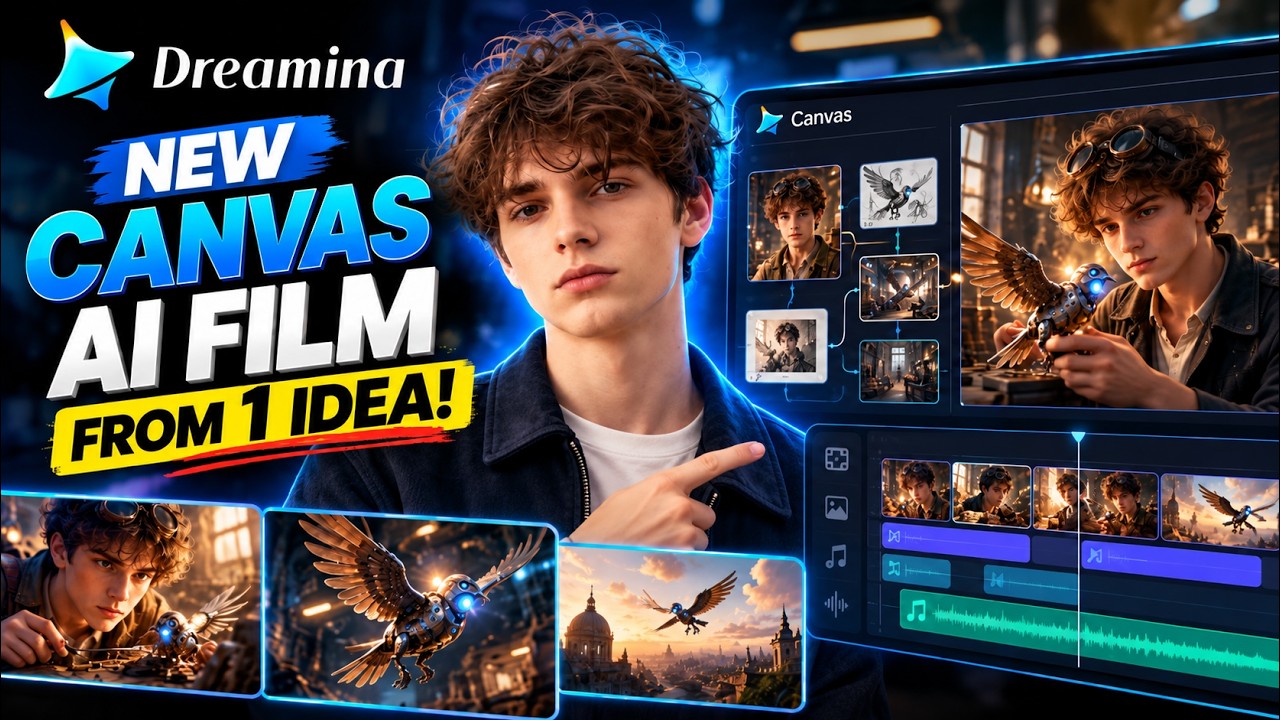 Dreamina
NEW
CANVAS
AI FILM
FROM 1 IDEA!
Canvas